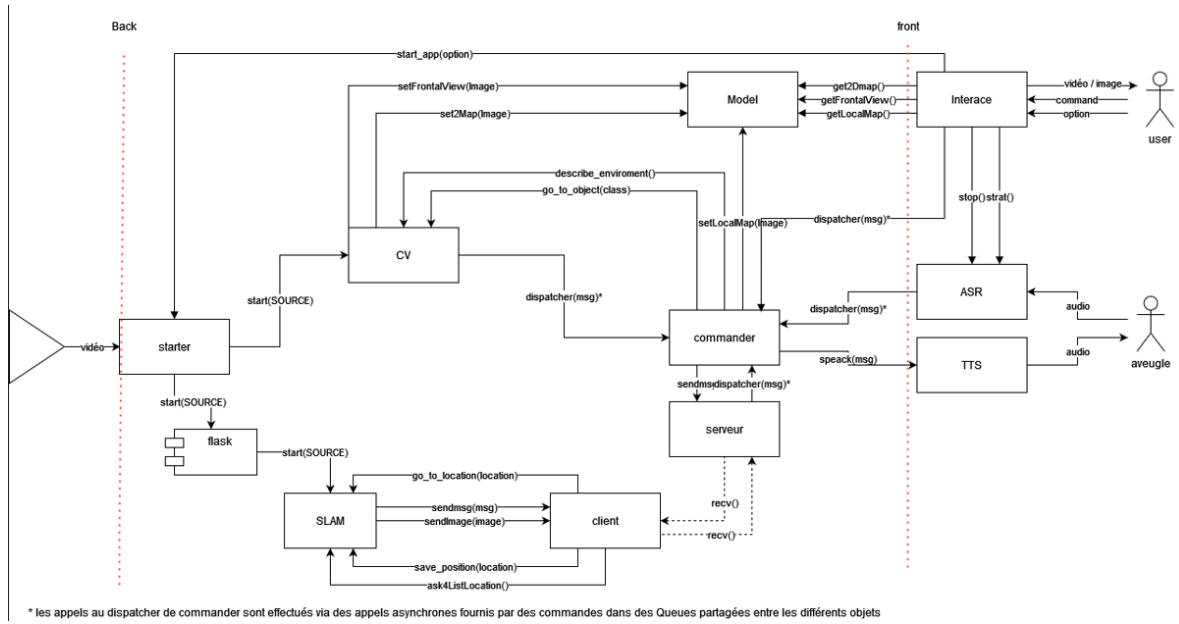 Back
front
start_app(option)
setFrontalView(Image)
Model
get2Dmap()
getFrontalView()
getLocalMap()
Interace
vidéo / image
command
option
user
set2Map(Image)
describe_enviroment()
go_to_object(class)
stop()
strat()
setLocalMap(Image)
dispatcher(msg)*
CV
start(SOURCE)
dispatcher(msg)*
ASR
audio
dispatcher(msg)*
vidéo
starter
commander
speack(msg)
TTS
audio
aveugle
start(SOURCE)
sendmsg
dispatcher(msg)*
serveur
flask
start(SOURCE)
go_to_location(location)
recv()
SLAM
sendmsg(msg)
sendImage(image)
client
recv()
save_position(location)
ask4ListLocation()
* les appels au dispatcher de commander sont effectués via des appels asynchrones fournis par des commandes dans des Queues partagées entre les différents objets